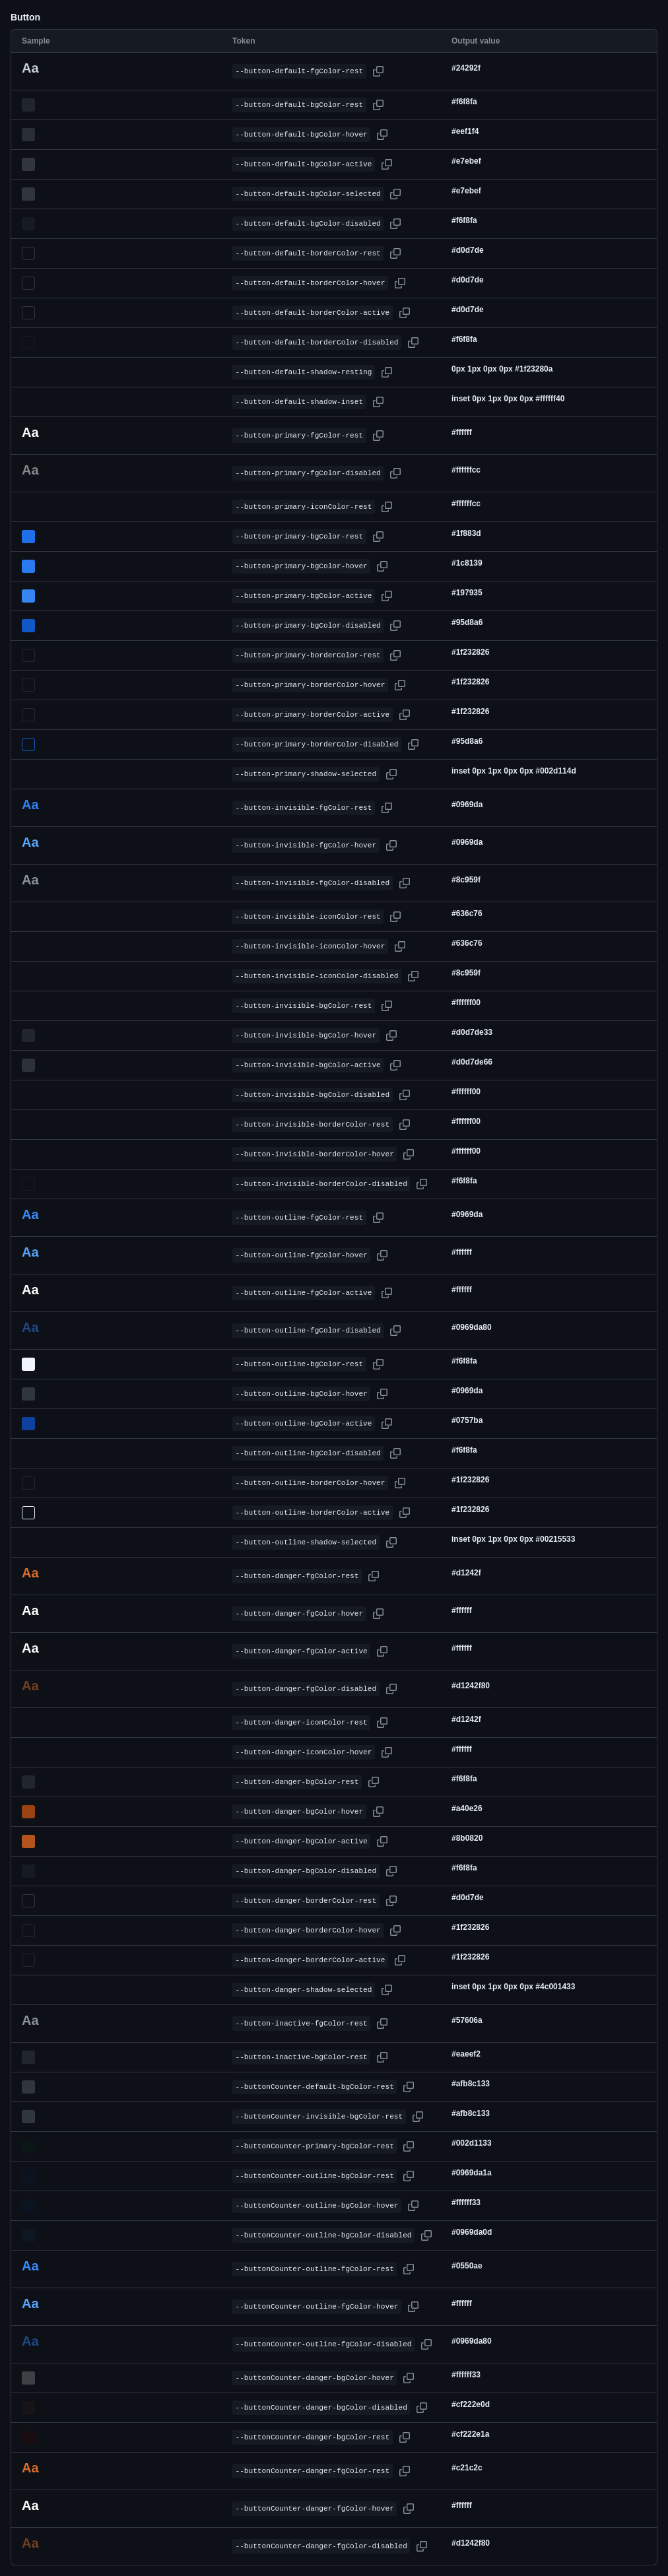 Button
Sample Token Output value
Aa --button-default-fgColor-rest #24292f
--button-default-bgColor-rest #f6f8fa
--button-default-bgColor-hover #eef1f4
--button-default-bgColor-active #e7ebef
--button-default-bgColor-selected #e7ebef
--button-default-bgColor-disabled #f6f8fa
--button-default-borderColor-rest #d0d7de
--button-default-borderColor-hover #d0d7de
--button-default-borderColor-active #d0d7de
--button-default-borderColor-disabled #f6f8fa
--button-default-shadow-resting 0px 1px 0px 0px #1f23280a
--button-default-shadow-inset inset 0px 1px 0px 0px #ffffff40
Aa --button-primary-fgColor-rest #ffffff
Aa --button-primary-fgColor-disabled #ffffffcc
--button-primary-iconColor-rest #ffffffcc
--button-primary-bgColor-rest #1f883d
--button-primary-bgColor-hover #1c8139
--button-primary-bgColor-active #197935
--button-primary-bgColor-disabled #95d8a6
--button-primary-borderColor-rest #1f232826
--button-primary-borderColor-hover #1f232826
--button-primary-borderColor-active #1f232826
--button-primary-borderColor-disabled #95d8a6
--button-primary-shadow-selected inset 0px 1px 0px 0px #002d114d
Aa --button-invisible-fgColor-rest #0969da
Aa --button-invisible-fgColor-hover #0969da
Aa --button-invisible-fgColor-disabled #8c959f
--button-invisible-iconColor-rest #636c76
--button-invisible-iconColor-hover #636c76
--button-invisible-iconColor-disabled #8c959f
--button-invisible-bgColor-rest #ffffff00
--button-invisible-bgColor-hover #d0d7de33
--button-invisible-bgColor-active #d0d7de66
--button-invisible-bgColor-disabled #ffffff00
--button-invisible-borderColor-rest #ffffff00
--button-invisible-borderColor-hover #ffffff00
--button-invisible-borderColor-disabled #f6f8fa
Aa --button-outline-fgColor-rest #0969da
Aa --button-outline-fgColor-hover #ffffff
Aa --button-outline-fgColor-active #ffffff
Aa --button-outline-fgColor-disabled #0969da80
--button-outline-bgColor-rest #f6f8fa
--button-outline-bgColor-hover #0969da
--button-outline-bgColor-active #0757ba
--button-outline-bgColor-disabled #f6f8fa
--button-outline-borderColor-hover #1f232826
--button-outline-borderColor-active #1f232826
--button-outline-shadow-selected inset 0px 1px 0px 0px #00215533
Aa --button-danger-fgColor-rest #d1242f
Aa --button-danger-fgColor-hover #ffffff
Aa --button-danger-fgColor-active #ffffff
Aa --button-danger-fgColor-disabled #d1242f80
--button-danger-iconColor-rest #d1242f
--button-danger-iconColor-hover #ffffff
--button-danger-bgColor-rest #f6f8fa
--button-danger-bgColor-hover #a40e26
--button-danger-bgColor-active #8b0820
--button-danger-bgColor-disabled #f6f8fa
--button-danger-borderColor-rest #d0d7de
--button-danger-borderColor-hover #1f232826
--button-danger-borderColor-active #1f232826
--button-danger-shadow-selected inset 0px 1px 0px 0px #4c001433
Aa --button-inactive-fgColor-rest #57606a
--button-inactive-bgColor-rest #eaeef2
--buttonCounter-default-bgColor-rest #afb8c133
--buttonCounter-invisible-bgColor-rest #afb8c133
--buttonCounter-primary-bgColor-rest #002d1133
--buttonCounter-outline-bgColor-rest #0969da1a
--buttonCounter-outline-bgColor-hover #ffffff33
--buttonCounter-outline-bgColor-disabled #0969da0d
Aa --buttonCounter-outline-fgColor-rest #0550ae
Aa --buttonCounter-outline-fgColor-hover #ffffff
Aa --buttonCounter-outline-fgColor-disabled #0969da80
--buttonCounter-danger-bgColor-hover #ffffff33
--buttonCounter-danger-bgColor-disabled #cf222e0d
--buttonCounter-danger-bgColor-rest #cf222e1a
Aa --buttonCounter-danger-fgColor-rest #c21c2c
Aa --buttonCounter-danger-fgColor-hover #ffffff
Aa --buttonCounter-danger-fgColor-disabled #d1242f80